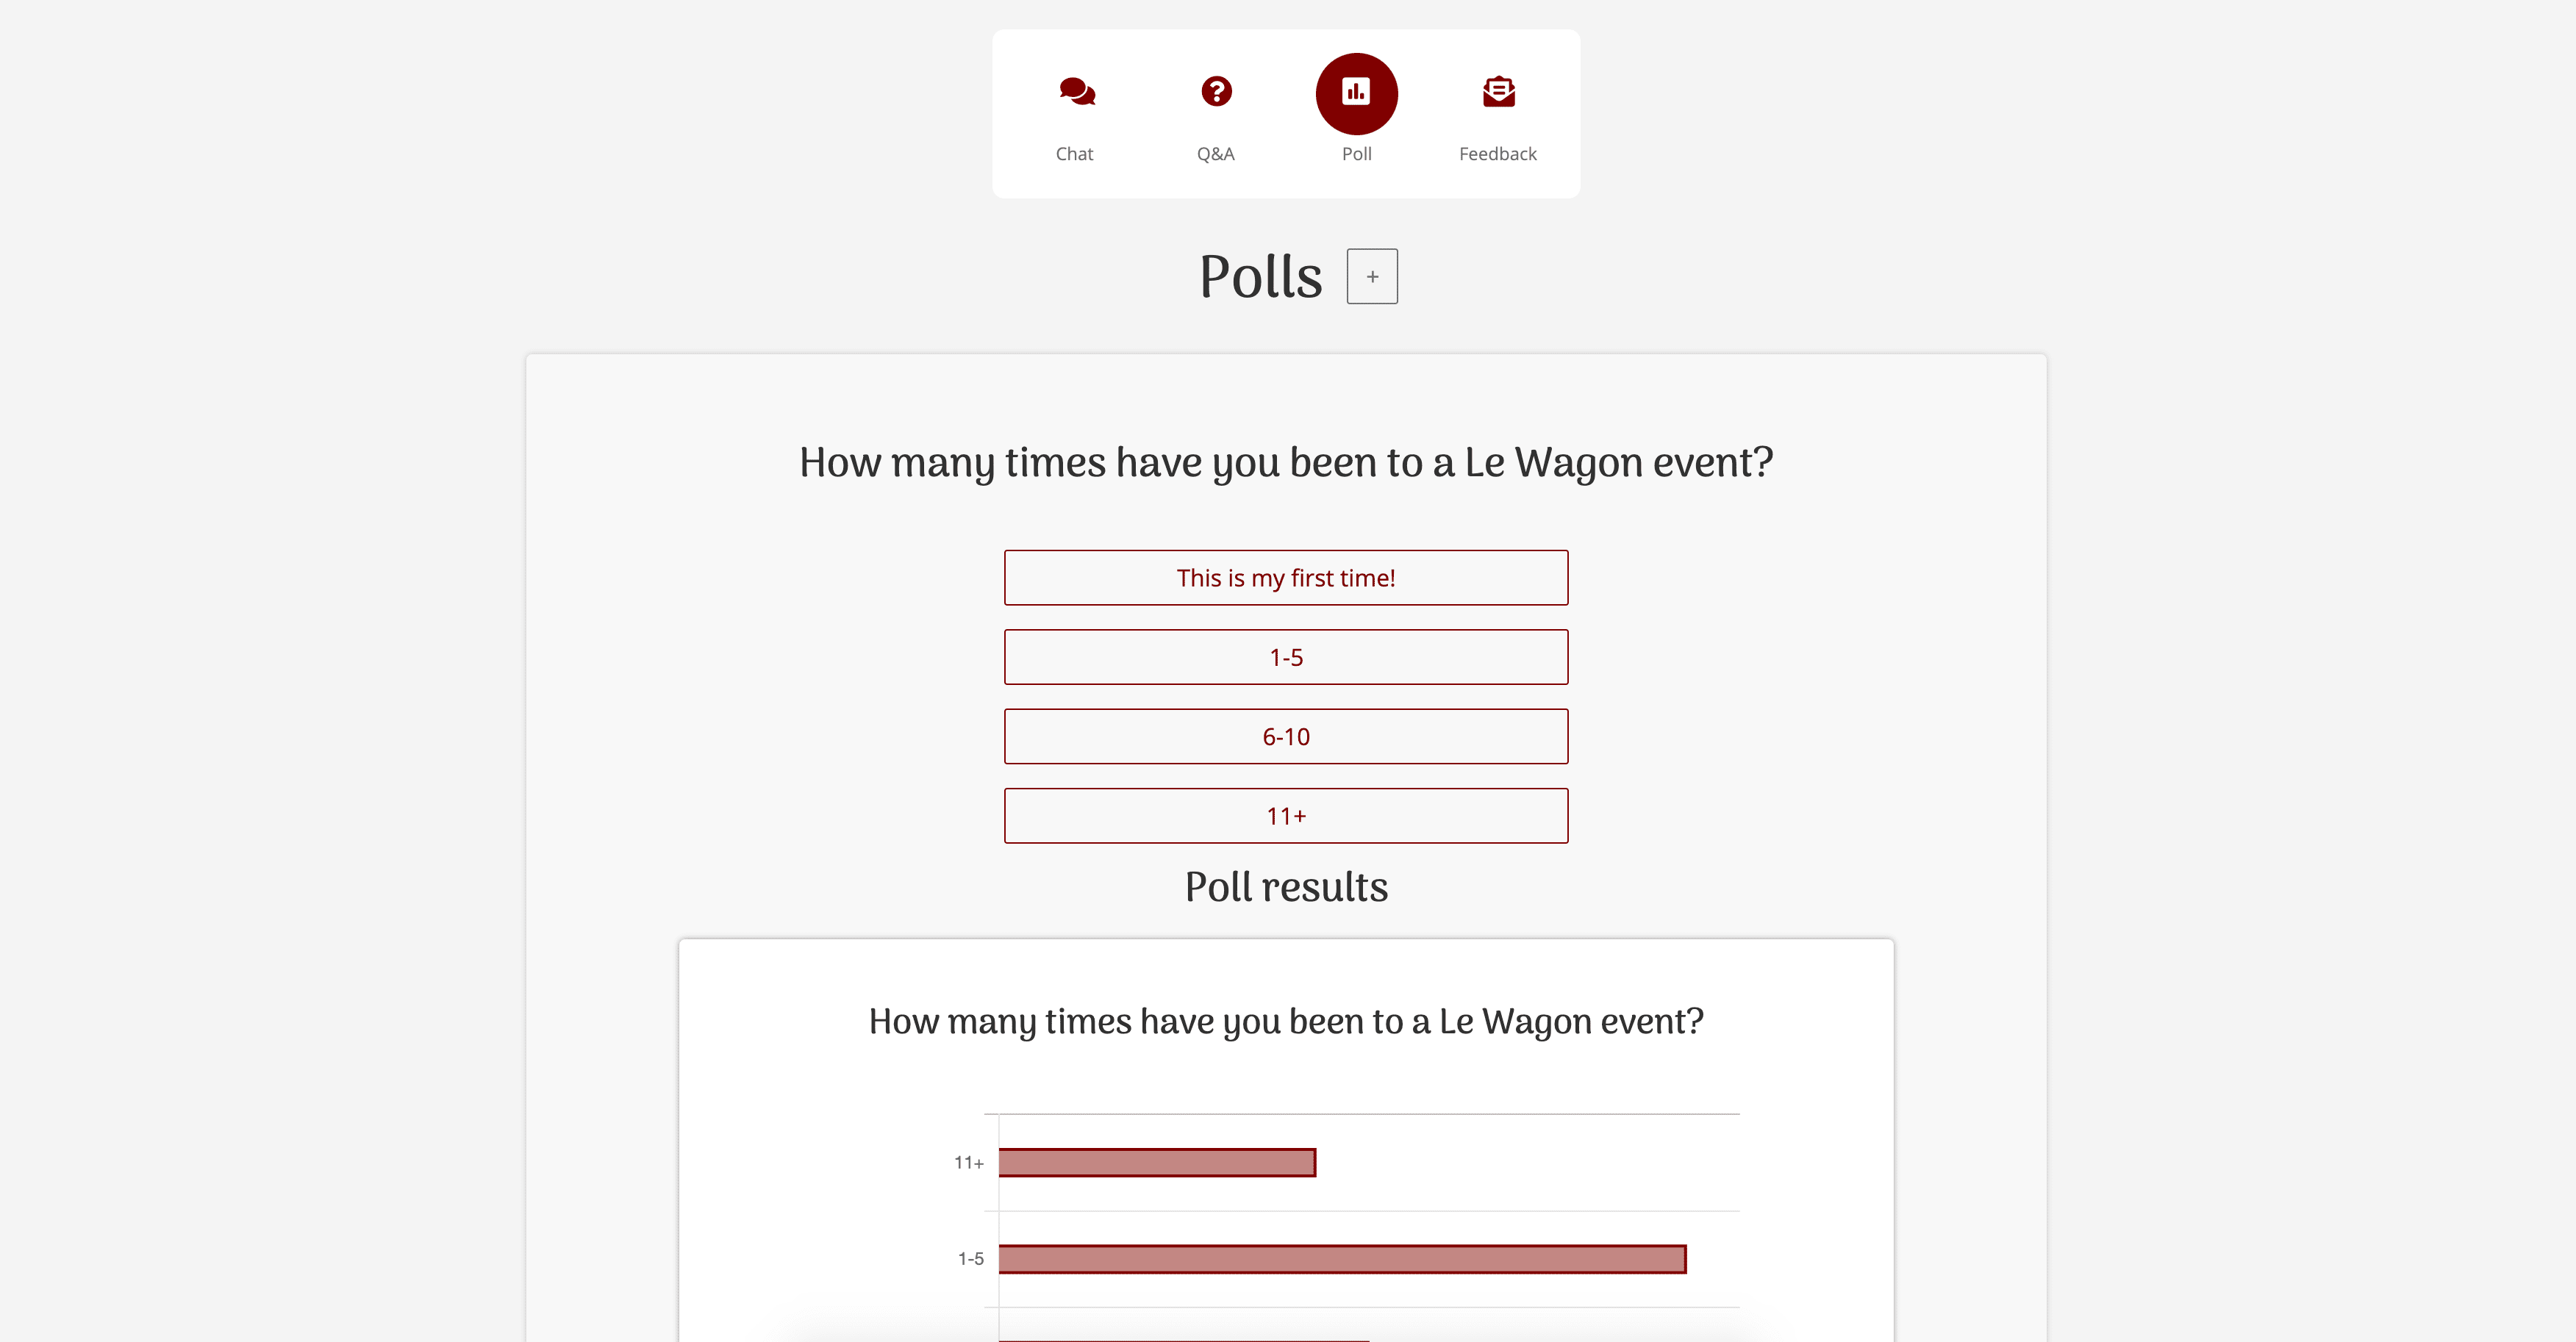 Chat
Q&A
Poll
Feedback
Polls +
How many times have you been to a Le Wagon event?
This is my first time!
1-5
6-10
11+
Poll results
How many times have you been to a Le Wagon event?
11+
1-5